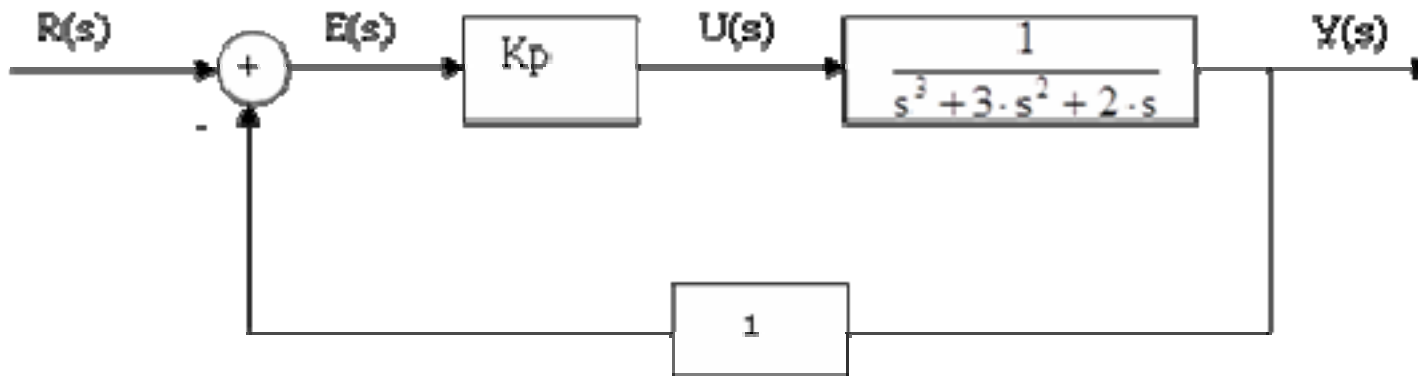 R(s)
E(s)
Kp
U(s)
1
s³ + 3 · s² + 2 · s
Y(s)
+
-
1